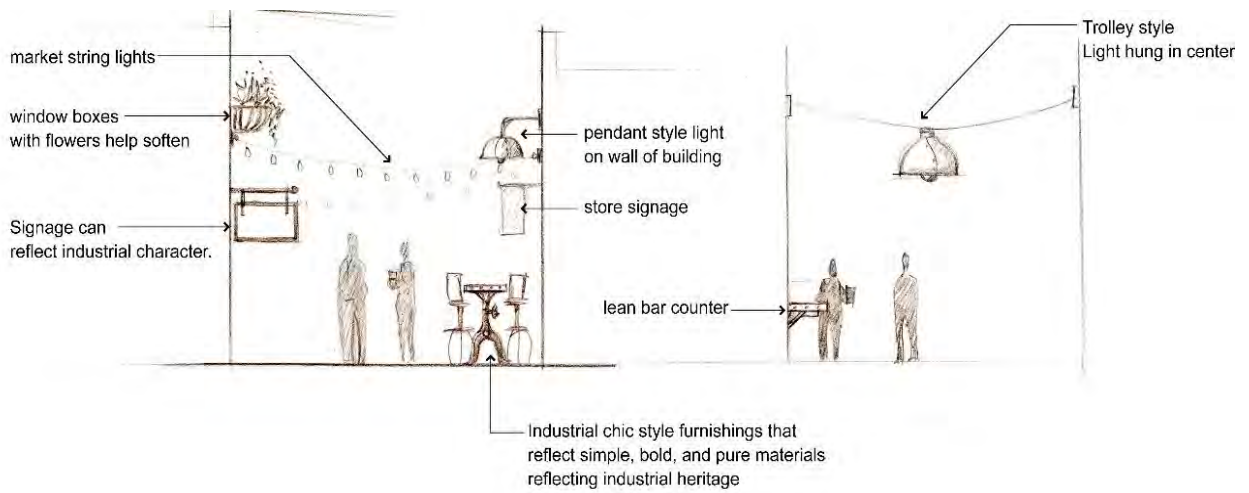 market string lights
window boxes
with flowers help soften
Signage can
reflect industrial character.
pendant style light
on wall of building
store signage
Industrial chic style furnishings that
reflect simple, bold, and pure materials
reflecting industrial heritage
Trolley style
Light hung in center
lean bar counter